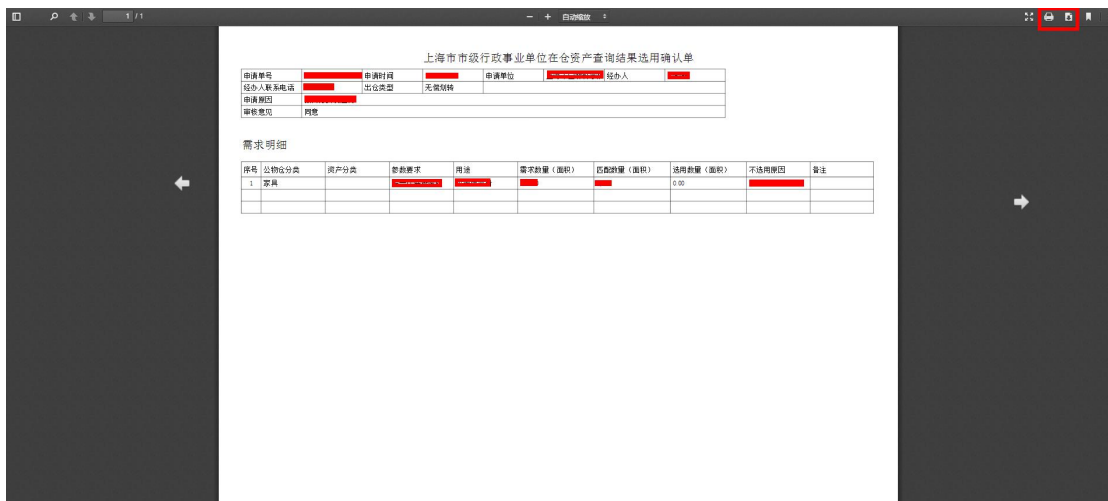 1 / 1
自动缩放
上海市市级行政事业单位在仓资产查询结果选用确认单
申请单号 申请时间 申请单位 经办人
经办人联系电话 出仓类型 无偿划转
申请原因
审核意见 同意
需求明细
序号 公物仓分类 资产分类 参数要求 用途 需求数量（面积） 匹配数量（面积） 选用数量（面积） 不选用原因 备注
1 家具 0.00